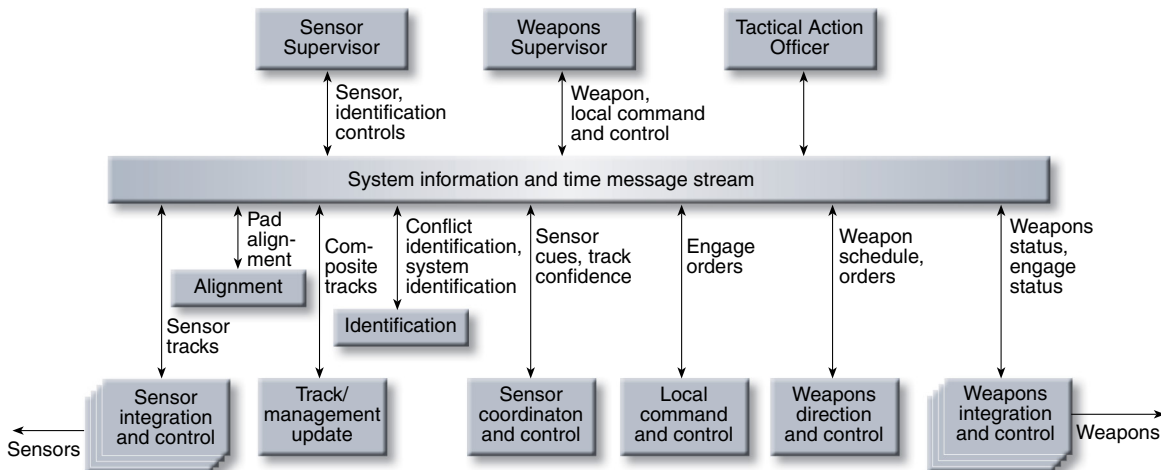 Sensor
Supervisor
Weapons
Supervisor
Tactical Action
Officer
Sensor,
identification
controls
Weapon,
local command
and control
System information and time message stream
Pad
align-
ment
Alignment
Sensor
tracks
Com-
posite
tracks
Conflict
identification,
system
identification
Identification
Sensor
cues, track
confidence
Engage
orders
Weapon
schedule,
orders
Weapons
status,
engage
status
Sensors
Sensor
integration
and control
Track/
management
update
Sensor
coordinaton
and control
Local
command
and control
Weapons
direction and
control
Weapons
integration
and control
Weapons